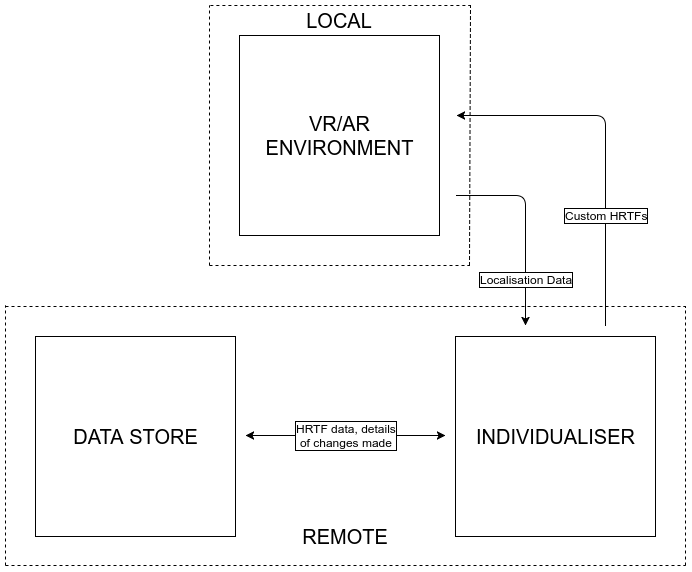 LOCAL
VR/AR
ENVIRONMENT
Custom HRTFs
Localisation Data
DATA STORE
HRTF data, details
of changes made
INDIVIDUALISER
REMOTE